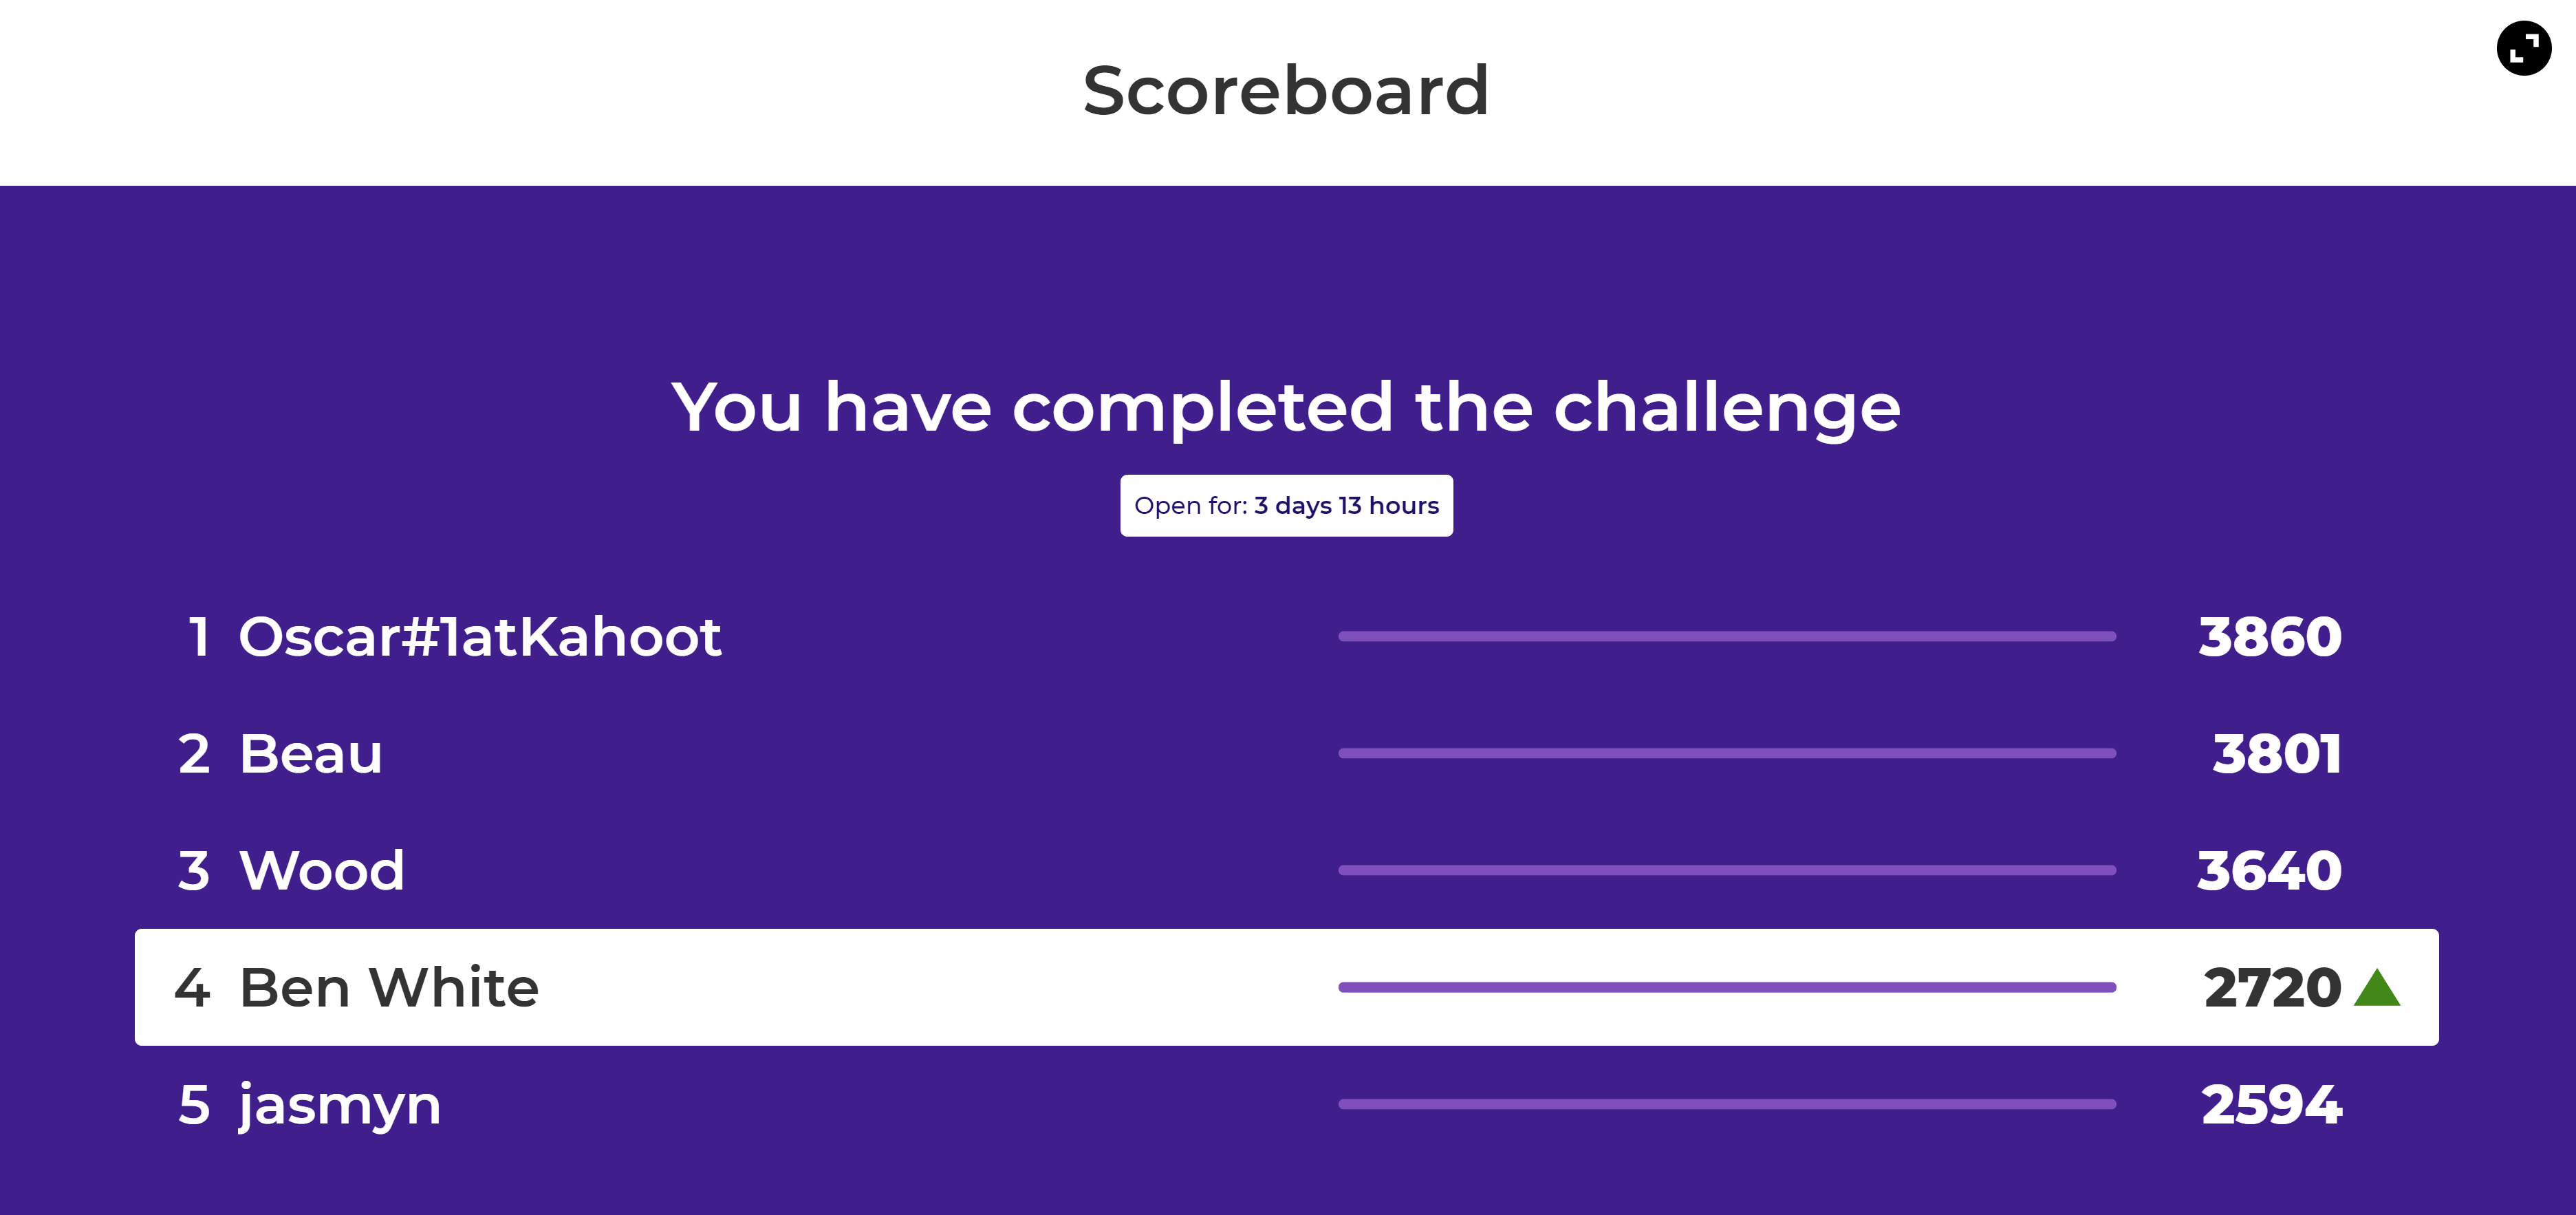 Scoreboard
You have completed the challenge
Open for: 3 days 13 hours
1 Oscar#1atKahoot 3860
2 Beau 3801
3 Wood 3640
4 Ben White 2720
5 jasmyn 2594